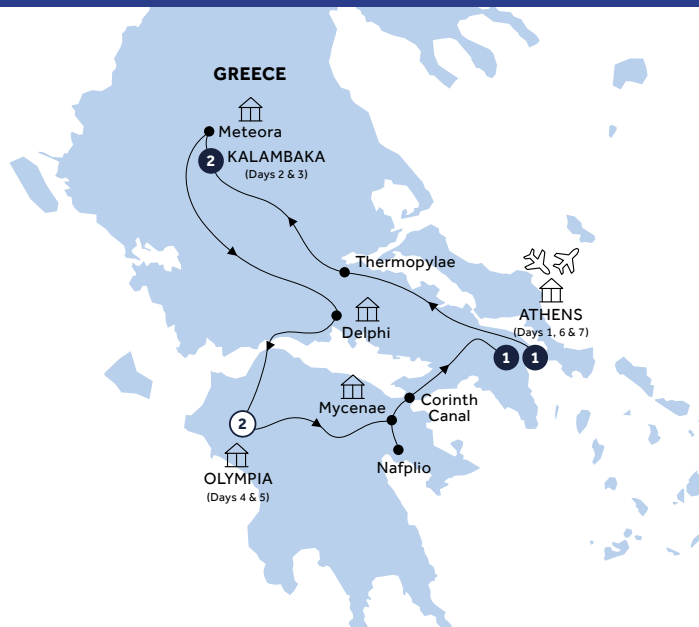 GREECE
Meteora
2
KALAMBAKA
(Days 2 & 3)
Thermopylae
ATHENS
(Days 1, 6 & 7)
1
1
Delphi
Mycenae
Corinth
Canal
2
Nafplio
OLYMPIA
(Days 4 & 5)